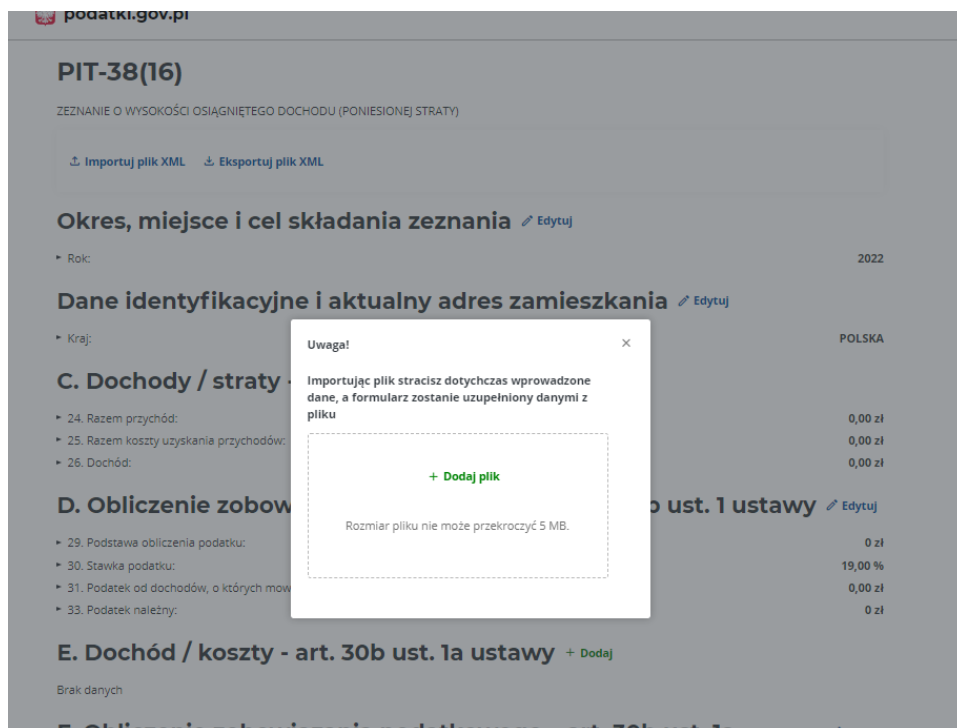 podatki.gov.pl
PIT-38(16)
ZEZNANIE O WYSOKOŚCI OSIĄGNIĘTEGO DOCHODU (PONIESIONEJ STRATY)
Importuj plik XML Eksportuj plik XML
Okres, miejsce i cel składania zeznania Edytuj
Rok: 2022
Dane identyfikacyjne i aktualny adres zamieszkania Edytuj
Kraj: POLSKA
Uwaga!
Importując plik stracisz dotychczas wprowadzone
dane, a formularz zostanie uzupełniony danymi z
pliku
+ Dodaj plik
Rozmiar pliku nie może przekroczyć 5 MB.
C. Dochody / straty -
24. Razem przychód: 0,00 zł
25. Razem koszty uzyskania przychodów: 0,00 zł
26. Dochód: 0,00 zł
D. Obliczenie zobow ust. 1 ustawy Edytuj
29. Podstawa obliczenia podatku: 0 zł
30. Stawka podatku: 19,00 %
31. Podatek od dochodów, o których mow 0,00 zł
33. Podatek należny: 0 zł
E. Dochód / koszty - art. 30b ust. 1a ustawy + Dodaj
Brak danych